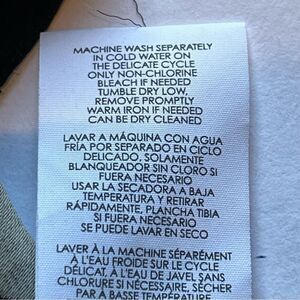 MACHINE WASH SEPARATELY
IN COLD WATER ON
THE DELICATE CYCLE
ONLY NON-CHLORINE
BLEACH IF NEEDED
TUMBLE DRY LOW,
REMOVE PROMPTLY
WARM IRON IF NEEDED
CAN BE DRY CLEANED
LAVAR A MÁQUINA CON AGUA
FRÍA POR SEPARADO EN CICLO
DELICADO, SOLAMENTE
BLANQUEADOR SIN CLORO SI
FUERA NECESARIO
USAR LA SECADORA A BAJA
TEMPERATURA Y RETIRAR
RÁPIDAMENTE, PLANCHA TIBIA
SI FUERA NECESARIO
SE PUEDE LAVAR EN SECO
LAVER À LA MACHINE SÉPARÉMENT
À L'EAU FROIDE SUR LE CYCLE
DÉLICAT, À L'EAU DE JAVEL SANS
CHLORURE SI NÉCESSAIRE, SÉCHER
PAR À BASSE TEMPÉRATURE